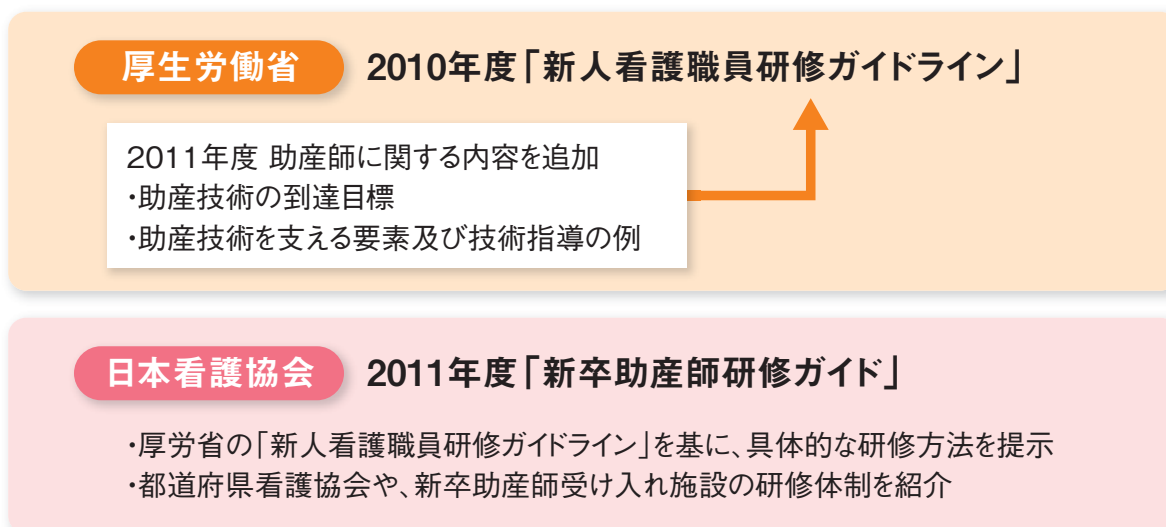 厚生労働省 2010年度「新人看護職員研修ガイドライン」
2011年度 助産師に関する内容を追加
・助産技術の到達目標
・助産技術を支える要素及び技術指導の例
日本看護協会 2011年度「新卒助産師研修ガイド」
・厚労省の「新人看護職員研修ガイドライン」を基に、具体的な研修方法を提示
・都道府県看護協会や、新卒助産師受け入れ施設の研修体制を紹介